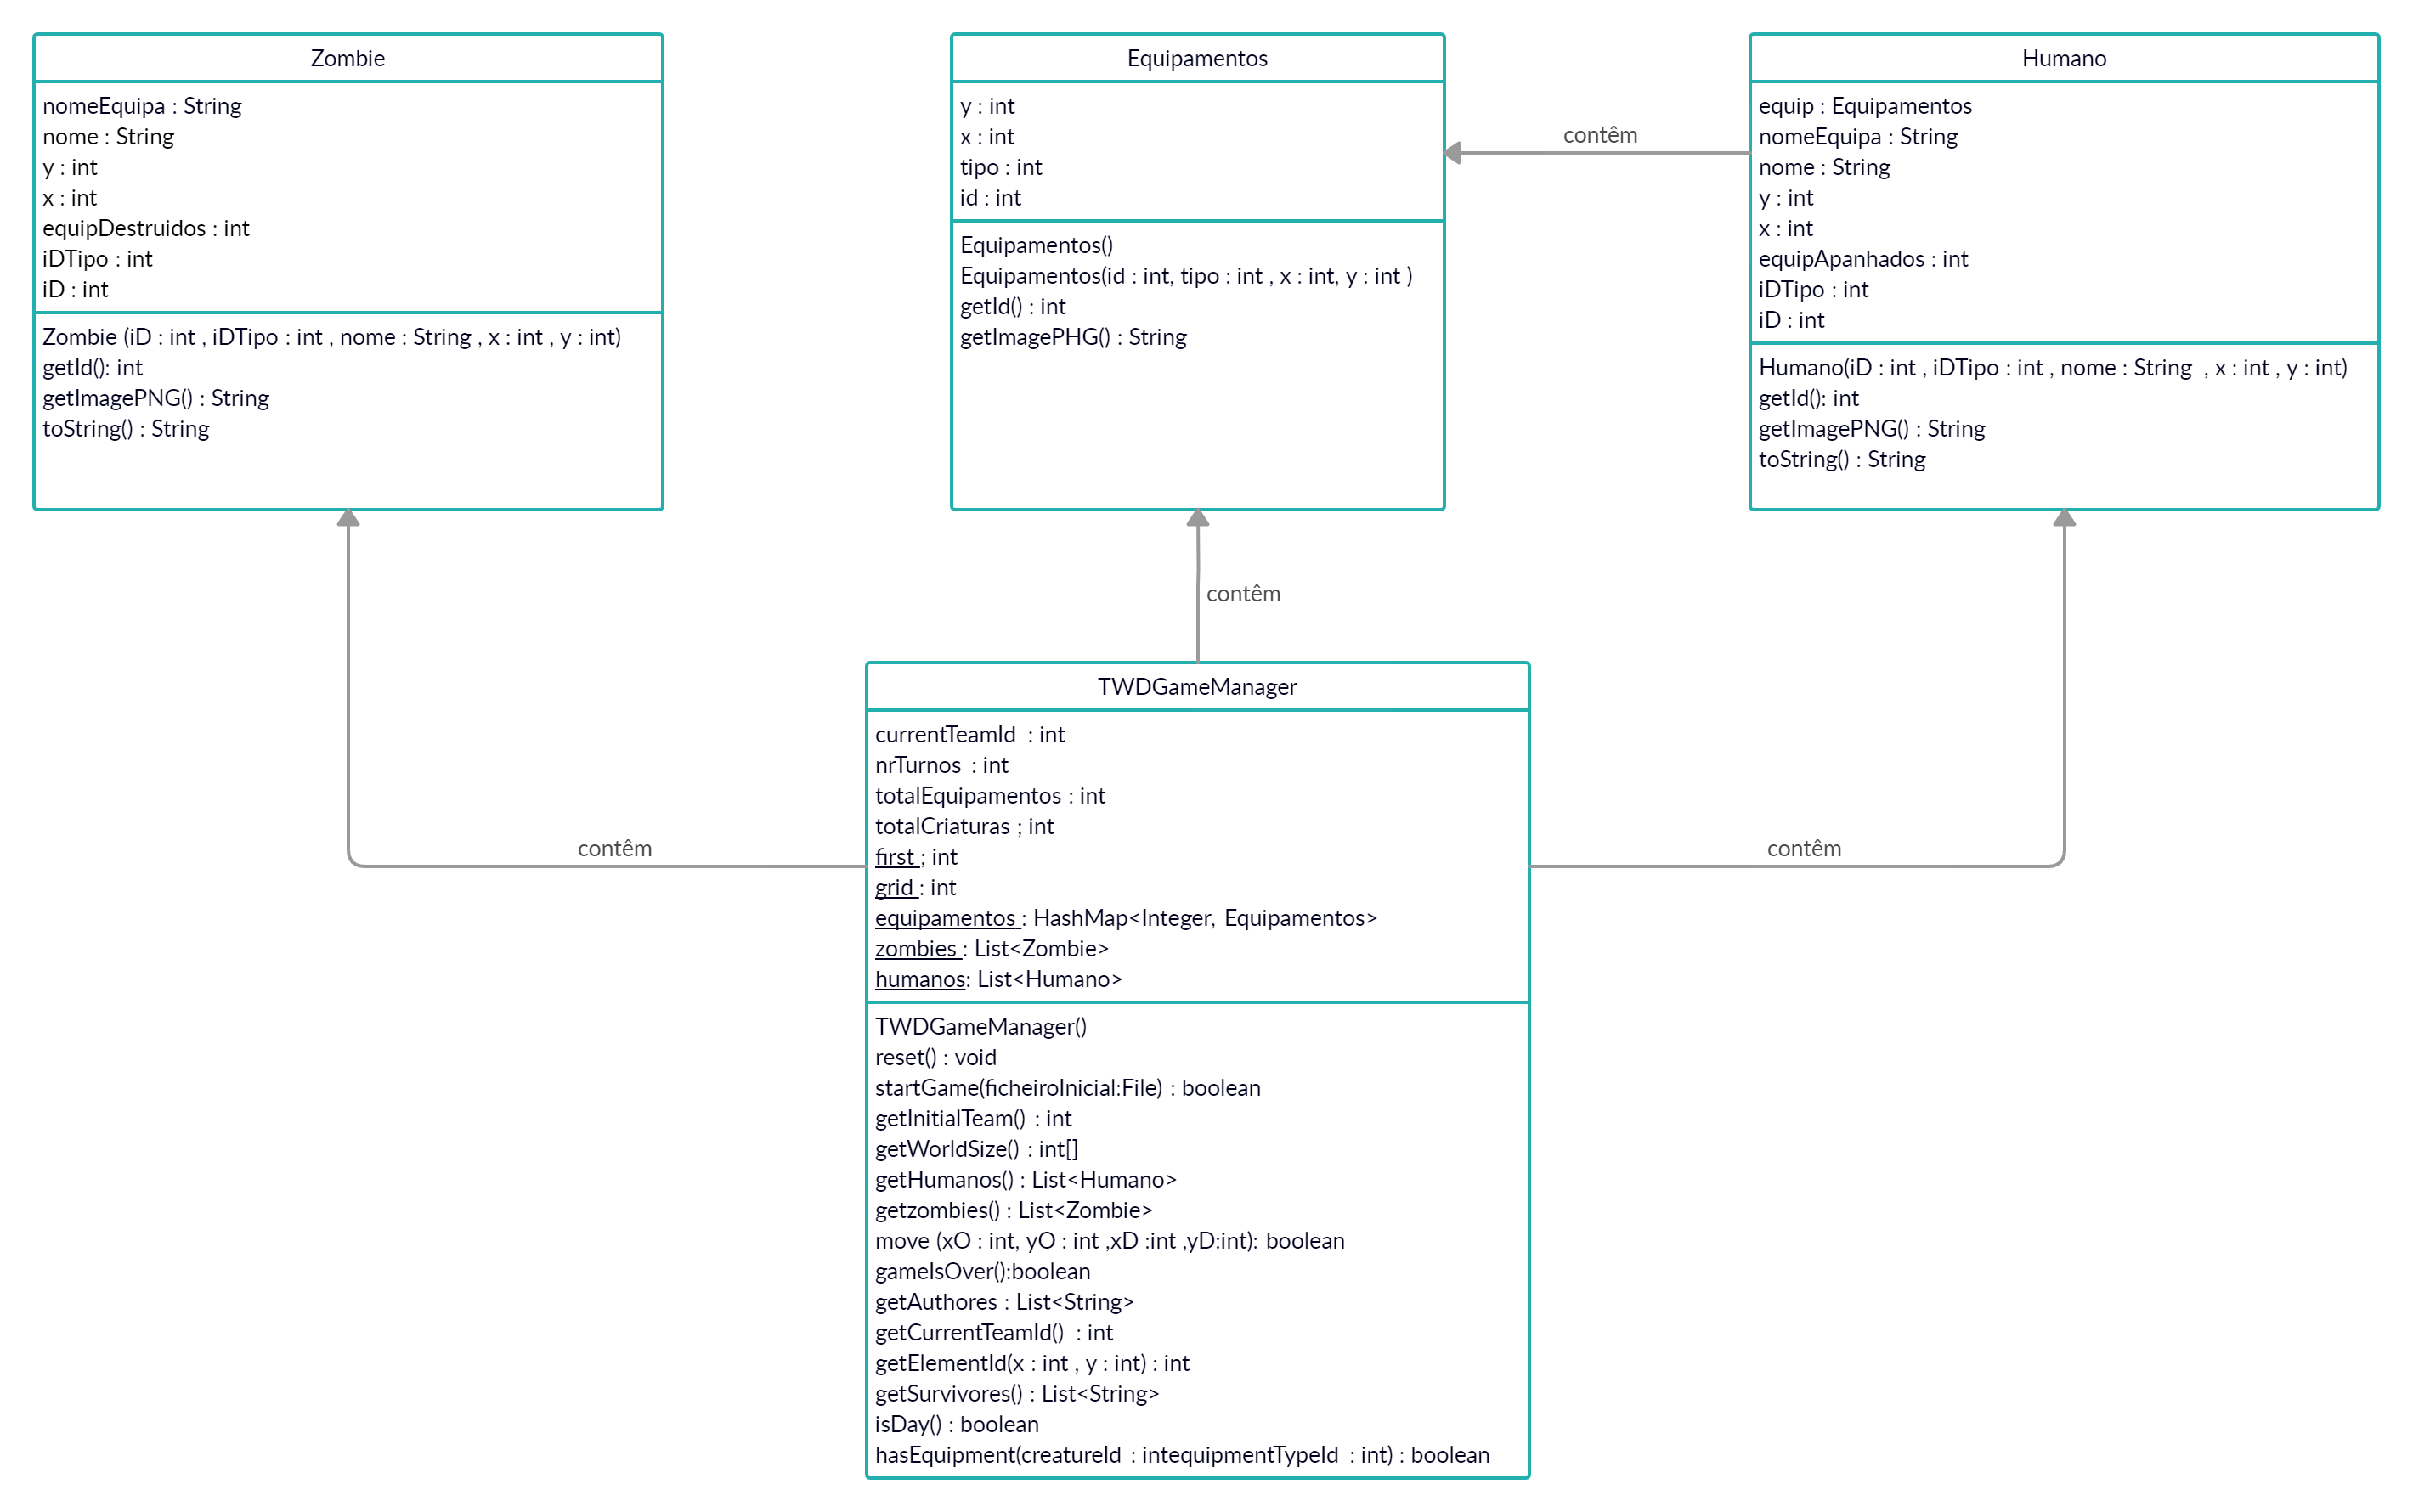 Zombie
nomeEquipa : String
nome : String
y : int
x : int
equipDestruidos : int
iDTipo : int
iD : int
Zombie (iD : int , iDTipo : int , nome : String , x : int , y : int)
getId(): int
getImagePNG() : String
toString() : String
Equipamentos
y : int
x : int
tipo : int
id : int
Equipamentos()
Equipamentos(id : int, tipo : int , x : int, y : int )
getId() : int
getImagePHG() : String
contêm
Humano
equip : Equipamentos
nomeEquipa : String
nome : String
y : int
x : int
equipApanhados : int
iDTipo : int
iD : int
Humano(iD : int , iDTipo : int , nome : String , x : int , y : int)
getId(): int
getImagePNG() : String
toString() : String
contêm
contêm
contêm
TWDGameManager
currentTeamId : int
nrTurnos : int
totalEquipamentos : int
totalCriaturas ; int
first ; int
grid : int
equipamentos : HashMap<Integer, Equipamentos>
zombies : List<Zombie>
humanos: List<Humano>
TWDGameManager()
reset() : void
startGame(ficheiroInicial:File) : boolean
getInitialTeam() : int
getWorldSize() : int[]
getHumanos() : List<Humano>
getzombies() : List<Zombie>
move (xO : int, yO : int ,xD :int ,yD:int): boolean
gameIsOver():boolean
getAuthores : List<String>
getCurrentTeamId() : int
getElementId(x : int , y : int) : int
getSurvivores() : List<String>
isDay() : boolean
hasEquipment(creatureId : intequipmentTypeId : int) : boolean